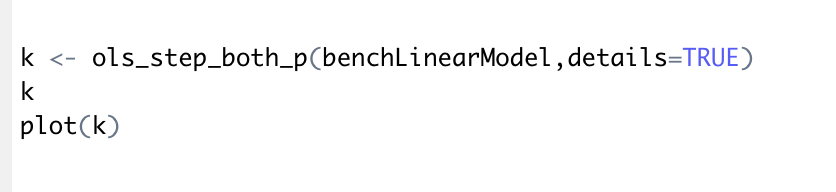 k <- ols_step_both_p(benchLinearModel,details=TRUE)
k
plot(k)